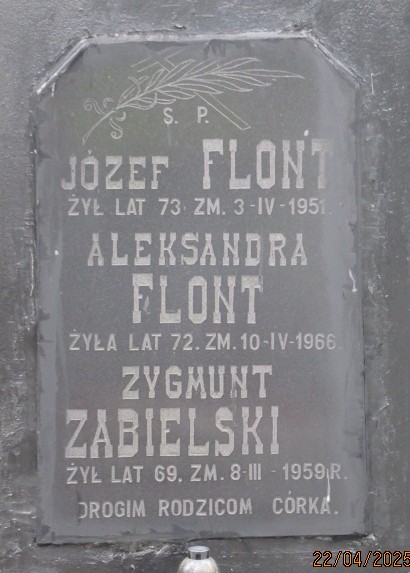 Ś. P.
JÓZEF FLONT
ŻYŁ LAT 73 ZM. 3-IV-1951.
ALEKSANDRA
FLONT
ŻYŁA LAT 72. ZM. 10-IV-1966.
ZYGMUNT
ZABIELSKI
ŻYŁ LAT 69. ZM. 8-III-1959R.
DROGIM RODZICOM CÓRKA.
22/04/2025